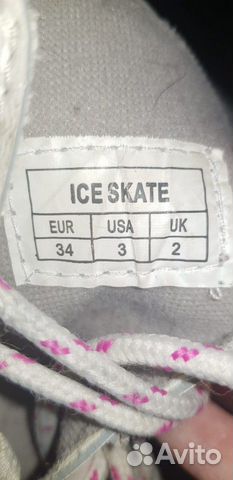 ICE SKATE
EUR USA UK
34 3 2
Avito